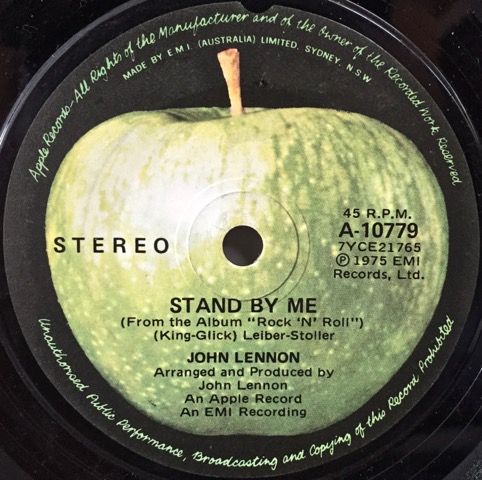 Apple Records-All Rights of the Manufacturer and of the Owner of the Recorded Work Reserved
MADE BY E M I (AUSTRALIA) LIMITED, SYDNEY, N.S.W
STEREO
45 R.P.M.
A-10779
7YCE21765
Ⓟ 1975 EMI
Records, Ltd.
STAND BY ME
(From the Album "Rock 'N' Roll")
(King-Glick) Leiber-Stoller
JOHN LENNON
Arranged and Produced by
John Lennon
An Apple Record
An EMI Recording
Unauthorised Public Performance, Broadcasting and Copying of this Record Prohibited